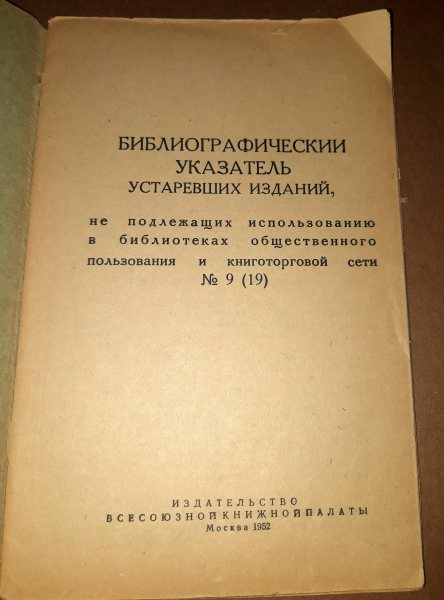 БИБЛИОГРАФИЧЕСКИЙ
УКАЗАТЕЛЬ
УСТАРЕВШИХ ИЗДАНИЙ,
не подлежащих использованию
в библиотеках общественного
пользования и книготорговой сети
№ 9 (19)
ИЗДАТЕЛЬСТВО
ВСЕСОЮЗНОЙ КНИЖНОЙ ПАЛАТЫ
Москва 1952